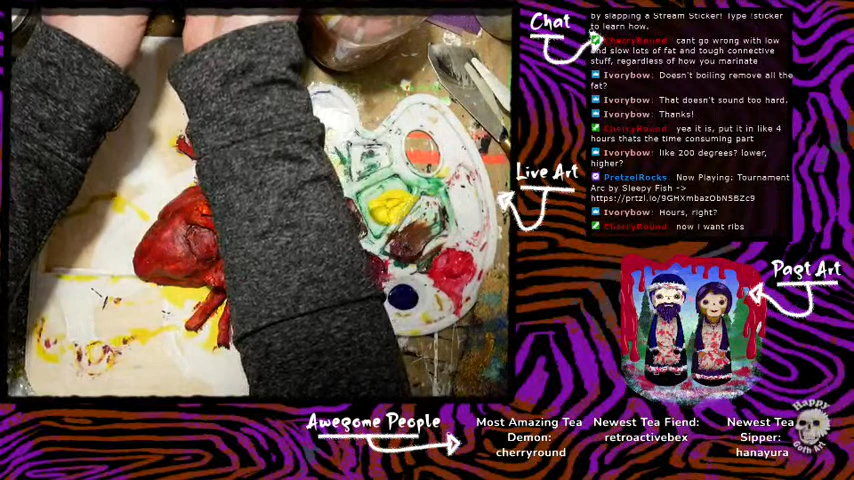 Chat
by slapping a Stream Sticker! Type !sticker
to learn how.
CherryRound: cant go wrong with low
and slow lots of fat and tough connective
stuff, regardless of how you marinate
Ivorybow: Doesn't boiling remove all the
fat?
Ivorybow: That doesn't sound too hard.
Ivorybow: Thanks!
CherryRound: yea it is, put it in like 4
hours thats the time consuming part
Ivorybow: like 200 degrees? lower,
higher?
PretzelRocks: Now Playing: Tournament
Arc by Sleepy Fish ->
https://prtzl.io/9GHXmbazObN5BZc9
Ivorybow: Hours, right?
CherryRound: now I want ribs
Live Art
Past Art
Awesome People
Most Amazing Tea
Demon:
cherryround
Newest Tea Fiend:
retroactivebex
Newest Tea
Sipper:
hanayura
Happy
Goth Art